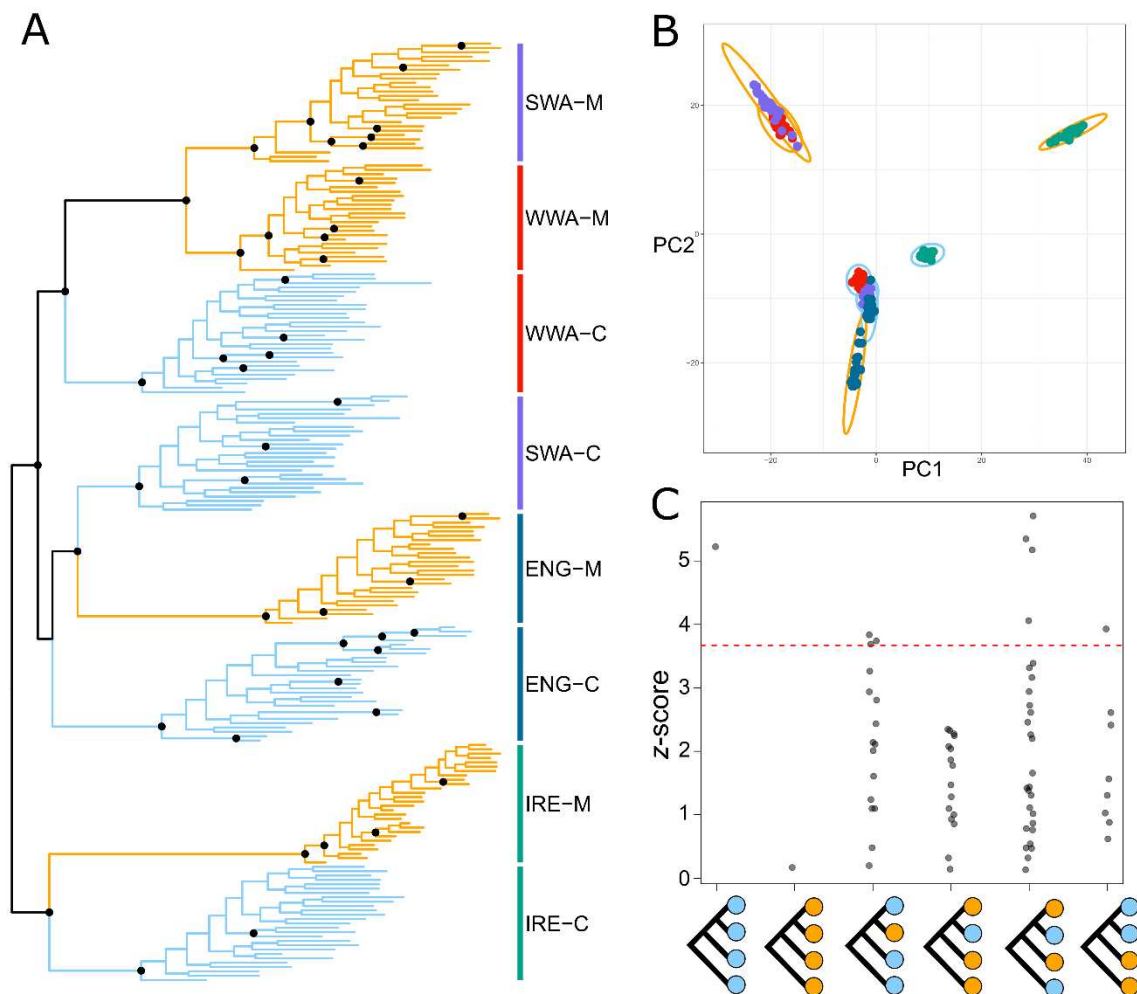 A
SWA-M
WWA-M
WWA-C
SWA-C
ENG-M
ENG-C
IRE-M
IRE-C
B
20
0
PC2
-20
-20
0
20
40
PC1
C
5
4
3
2
1
0
z-score